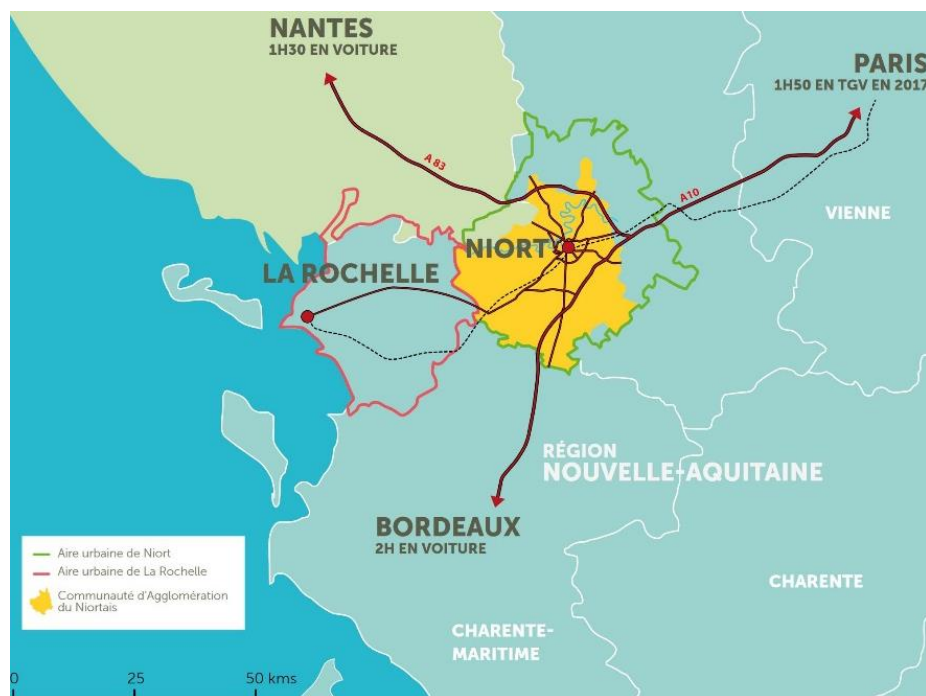 NANTES
1H30 EN VOITURE
PARIS
1H50 EN TGV EN 2017
A 83
A10
VIENNE
NIORT
LA ROCHELLE
RÉGION
NOUVELLE-AQUITAINE
BORDEAUX
2H EN VOITURE
Aire urbaine de Niort
Aire urbaine de La Rochelle
Communauté d'Agglomération
du Niortais
CHARENTE
CHARENTE-
MARITIME
0 25 50 kms